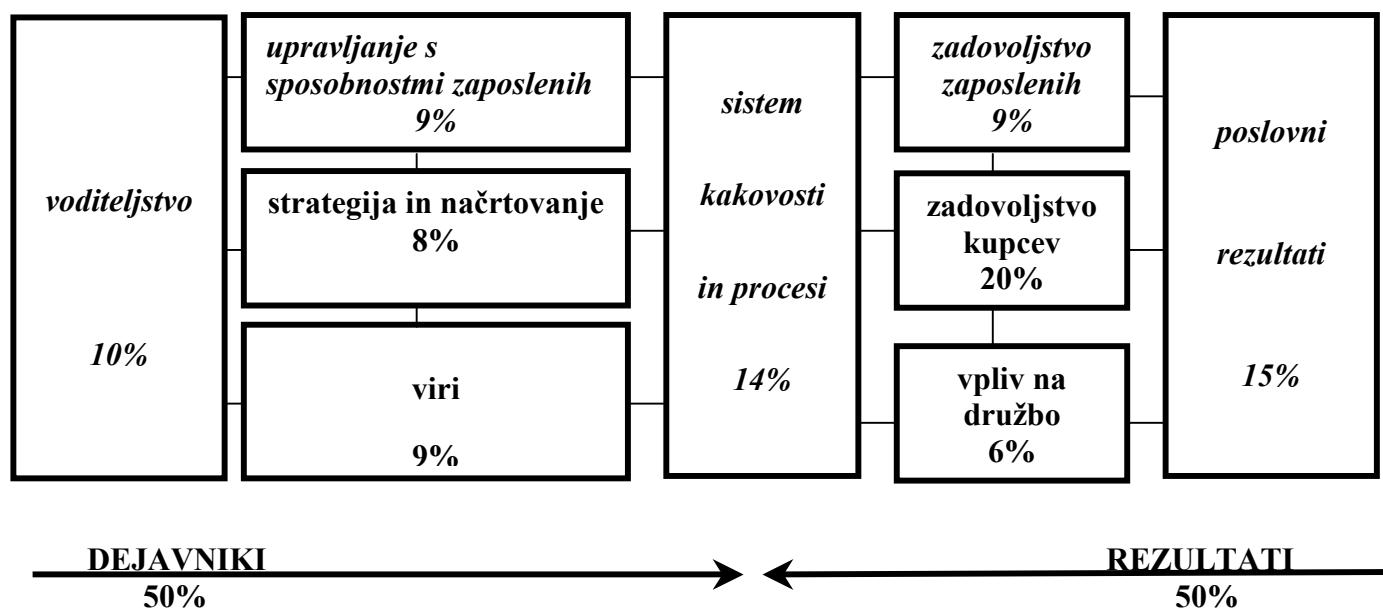 voditeljstvo
10%
upravljanje s
sposobnostmi zaposlenih
9%
strategija in načrtovanje
8%
viri
9%
sistem
kakovosti
in procesi
14%
zadovoljstvo
zaposlenih
9%
zadovoljstvo
kupcev
20%
vpliv na
družbo
6%
poslovni
rezultati
15%
DEJAVNIKI
50%
REZULTATI
50%